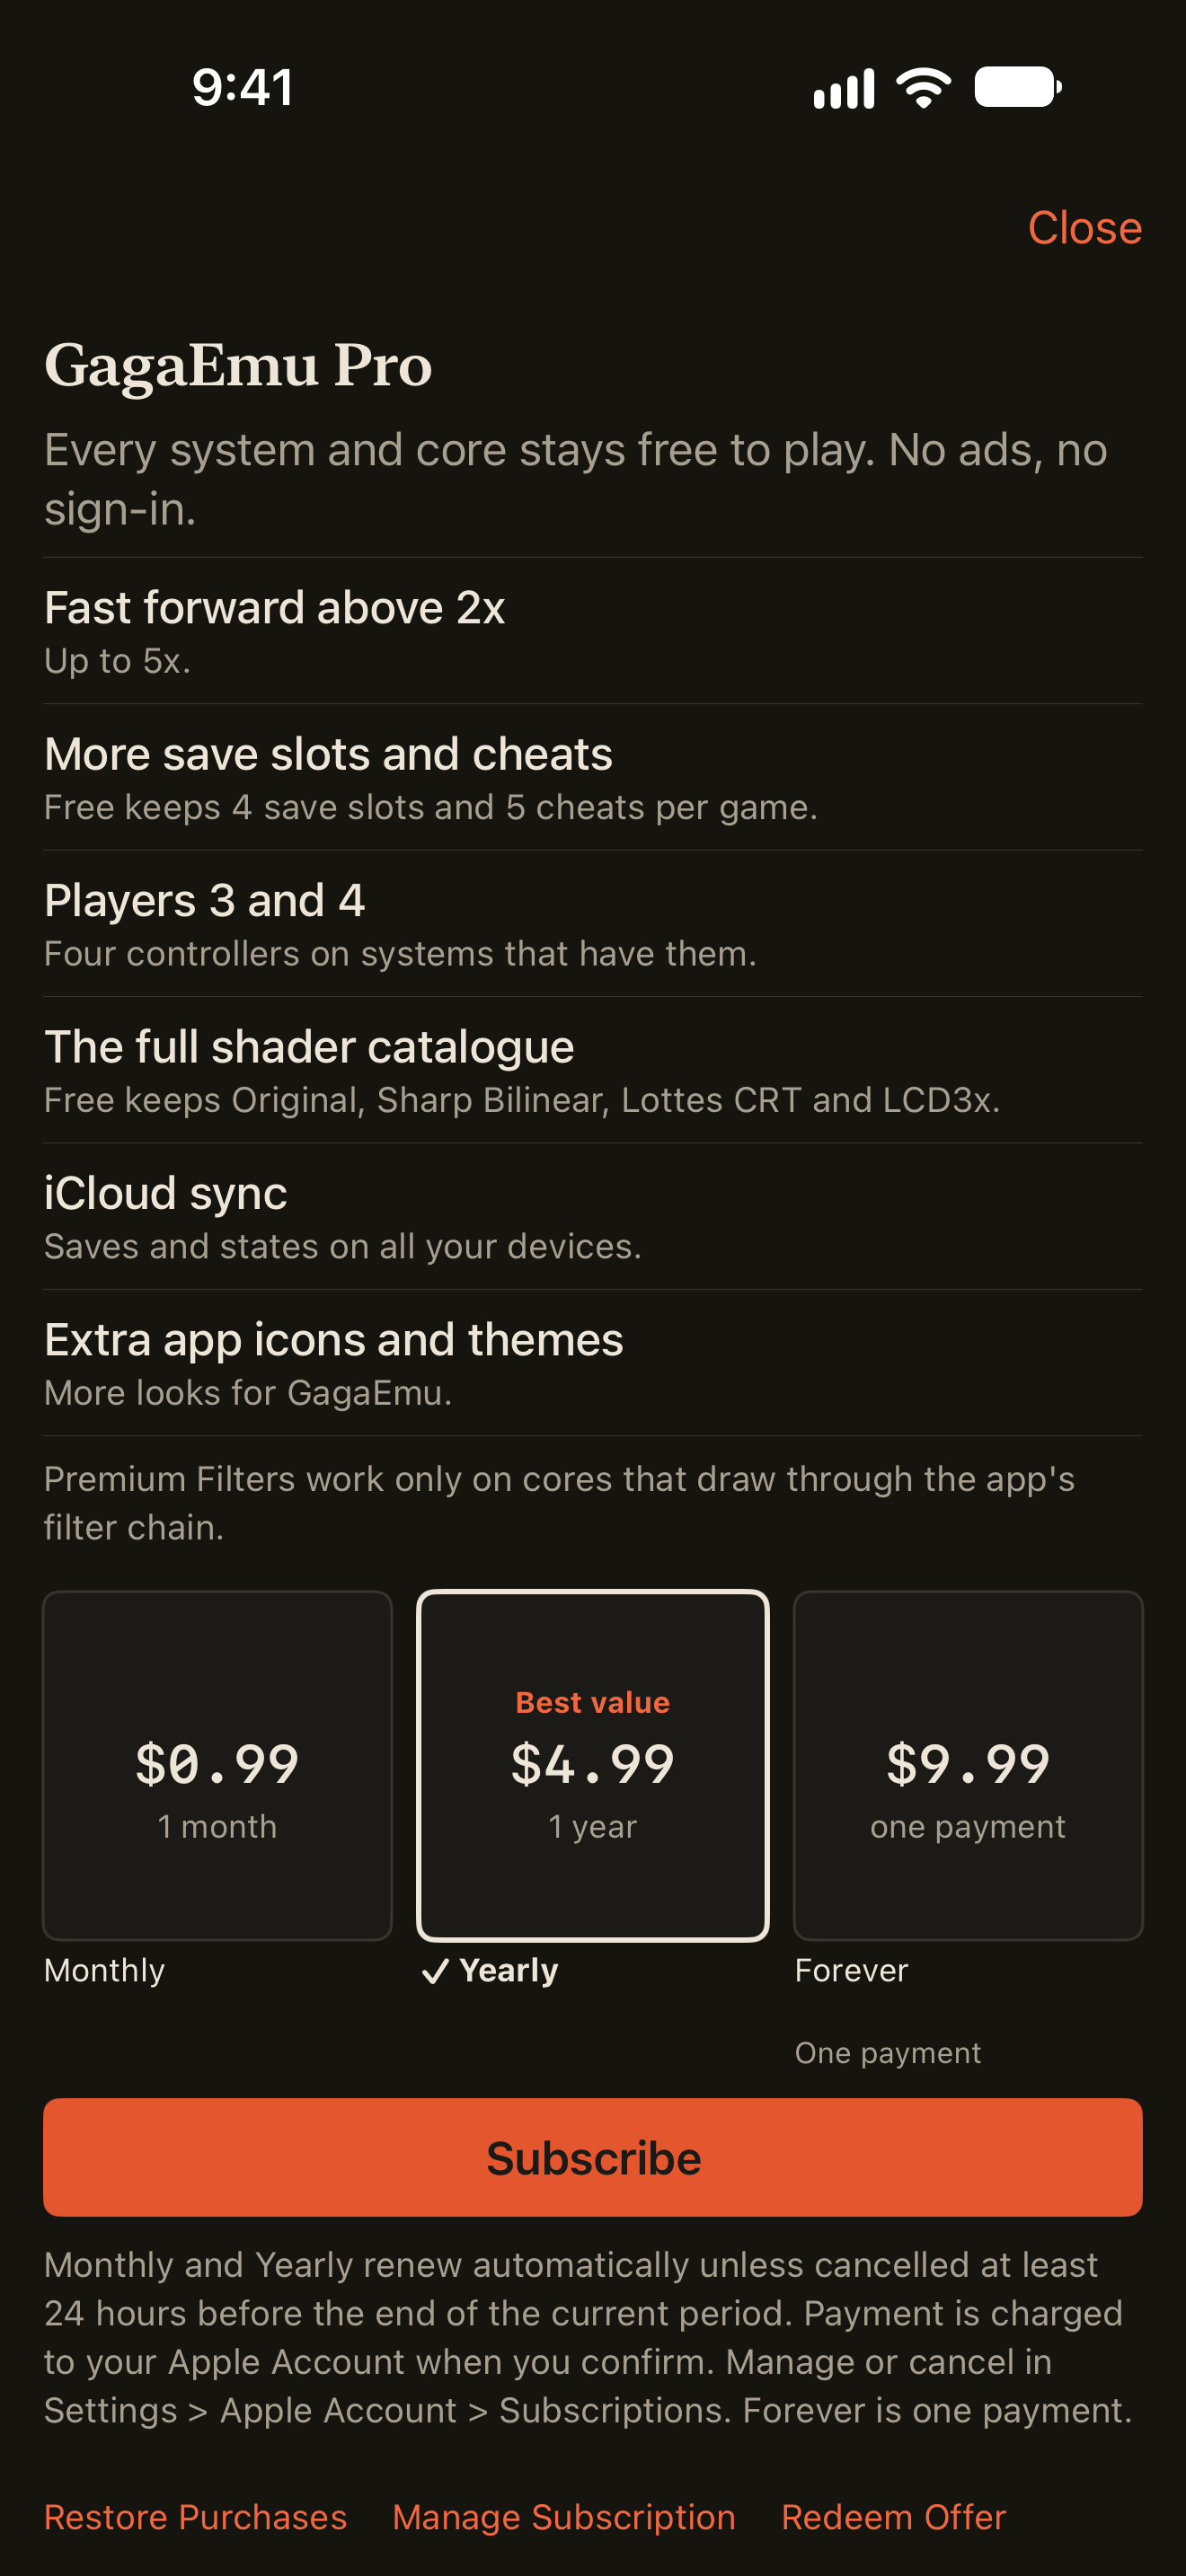 9:41
Close
GagaEmu Pro
Every system and core stays free to play. No ads, no
sign-in.
Fast forward above 2x
Up to 5x.
More save slots and cheats
Free keeps 4 save slots and 5 cheats per game.
Players 3 and 4
Four controllers on systems that have them.
The full shader catalogue
Free keeps Original, Sharp Bilinear, Lottes CRT and LCD3x.
iCloud sync
Saves and states on all your devices.
Extra app icons and themes
More looks for GagaEmu.
Premium Filters work only on cores that draw through the app's
filter chain.
$0.99
1 month
Monthly
Best value
$4.99
1 year
✓ Yearly
$9.99
one payment
Forever
One payment
Subscribe
Monthly and Yearly renew automatically unless cancelled at least
24 hours before the end of the current period. Payment is charged
to your Apple Account when you confirm. Manage or cancel in
Settings > Apple Account > Subscriptions. Forever is one payment.
Restore Purchases Manage Subscription Redeem Offer